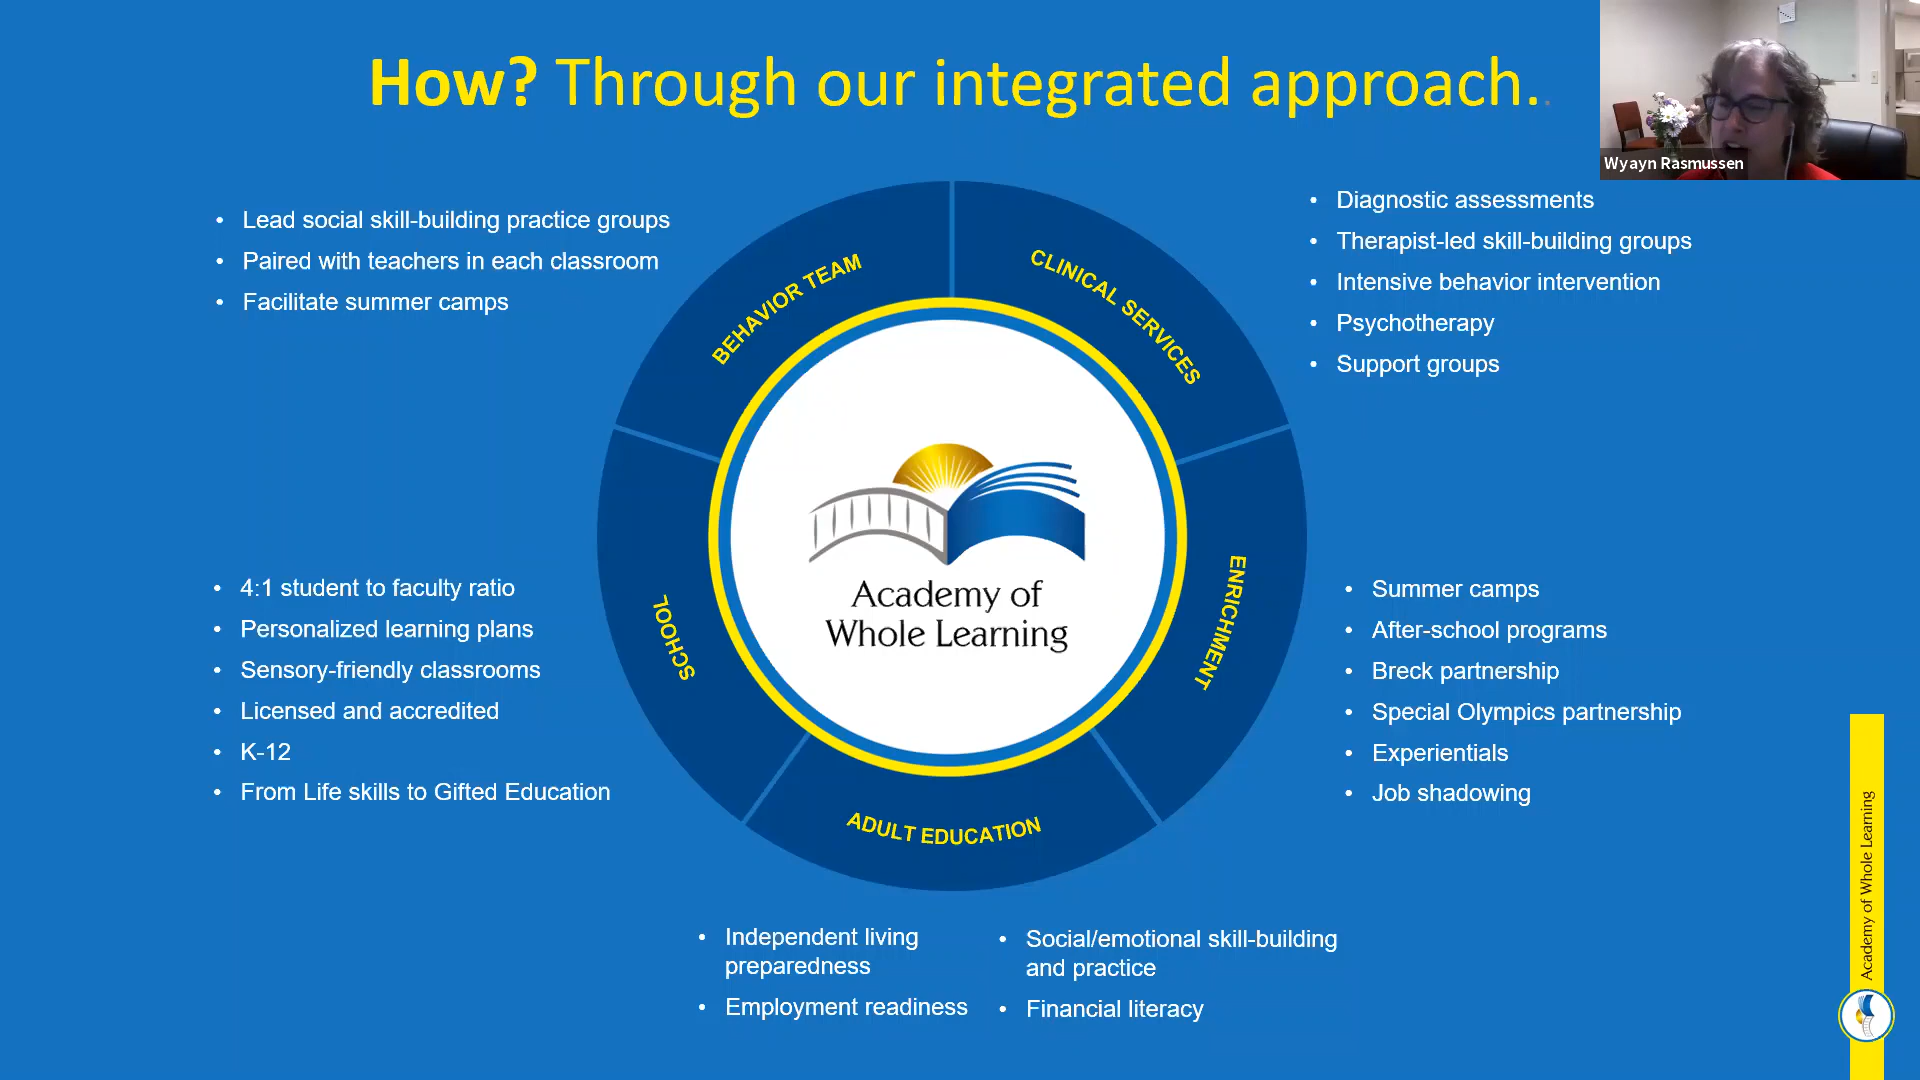 How? Through our integrated approach..
Wyayn Rasmussen
• Lead social skill-building practice groups
• Paired with teachers in each classroom
• Facilitate summer camps
BEHAVIOR TEAM
CLINICAL SERVICES
• Diagnostic assessments
• Therapist-led skill-building groups
• Intensive behavior intervention
• Psychotherapy
• Support groups
Academy of
Whole Learning
• 4:1 student to faculty ratio
• Personalized learning plans
• Sensory-friendly classrooms
• Licensed and accredited
• K-12
• From Life skills to Gifted Education
SCHOOL
ENRICHMENT
• Summer camps
• After-school programs
• Breck partnership
• Special Olympics partnership
• Experientials
• Job shadowing
ADULT EDUCATION
• Independent living
preparedness
• Employment readiness
• Social/emotional skill-building
and practice
• Financial literacy
Academy of Whole Learning